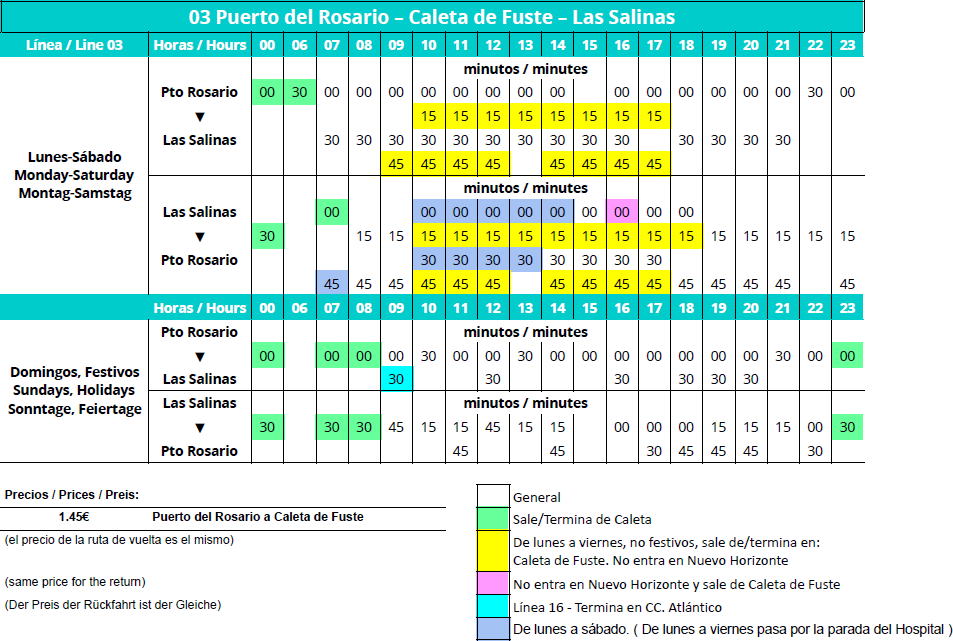 03 Puerto del Rosario – Caleta de Fuste – Las Salinas
Línea / Line 03 Horas / Hours 00 06 07 08 09 10 11 12 13 14 15 16 17 18 19 20 21 22 23
minutos / minutes
Pto Rosario 00 30 00 00 00 00 00 00 00 00 00 00 00 00 00 00 30 00
▼ 15 15 15 15 15 15 15 15
Las Salinas 30 30 30 30 30 30 30 30 30 30 30 30 30 30
45 45 45 45 45 45 45 45
Lunes-Sábado
Monday-Saturday
Montag-Samstag
minutos / minutes
Las Salinas 00 00 00 00 00 00 00 00 00 00
▼ 30 15 15 15 15 15 15 15 15 15 15 15 15 15 15 15 15 15
Pto Rosario 30 30 30 30 30 30 30 30
45 45 45 45 45 45 45 45 45 45 45 45 45 45 45
Horas / Hours 00 06 07 08 09 10 11 12 13 14 15 16 17 18 19 20 21 22 23
Pto Rosario minutos / minutes
▼ 00 00 00 00 30 00 00 30 00 00 00 00 00 00 00 30 00 00
Las Salinas 30 30 30 30 30 30
Domingos, Festivos
Sundays, Holidays
Sonntage, Feiertage
Las Salinas minutos / minutes
▼ 30 30 30 45 15 15 45 15 15 00 00 00 15 15 15 00 30
Pto Rosario 45 45 30 45 45 45 30
Precios / Prices / Preis:
1.45€ Puerto del Rosario a Caleta de Fuste
(el precio de la ruta de vuelta es el mismo)
(same price for the return)
(Der Preis der Rückfahrt ist der Gleiche)
General
Sale/Termina de Caleta
De lunes a viernes, no festivos, sale de/termina en:
Caleta de Fuste. No entra en Nuevo Horizonte
No entra en Nuevo Horizonte y sale de Caleta de Fuste
Línea 16 - Termina en CC. Atlántico
De lunes a sábado. ( De lunes a viernes pasa por la parada del Hospital )